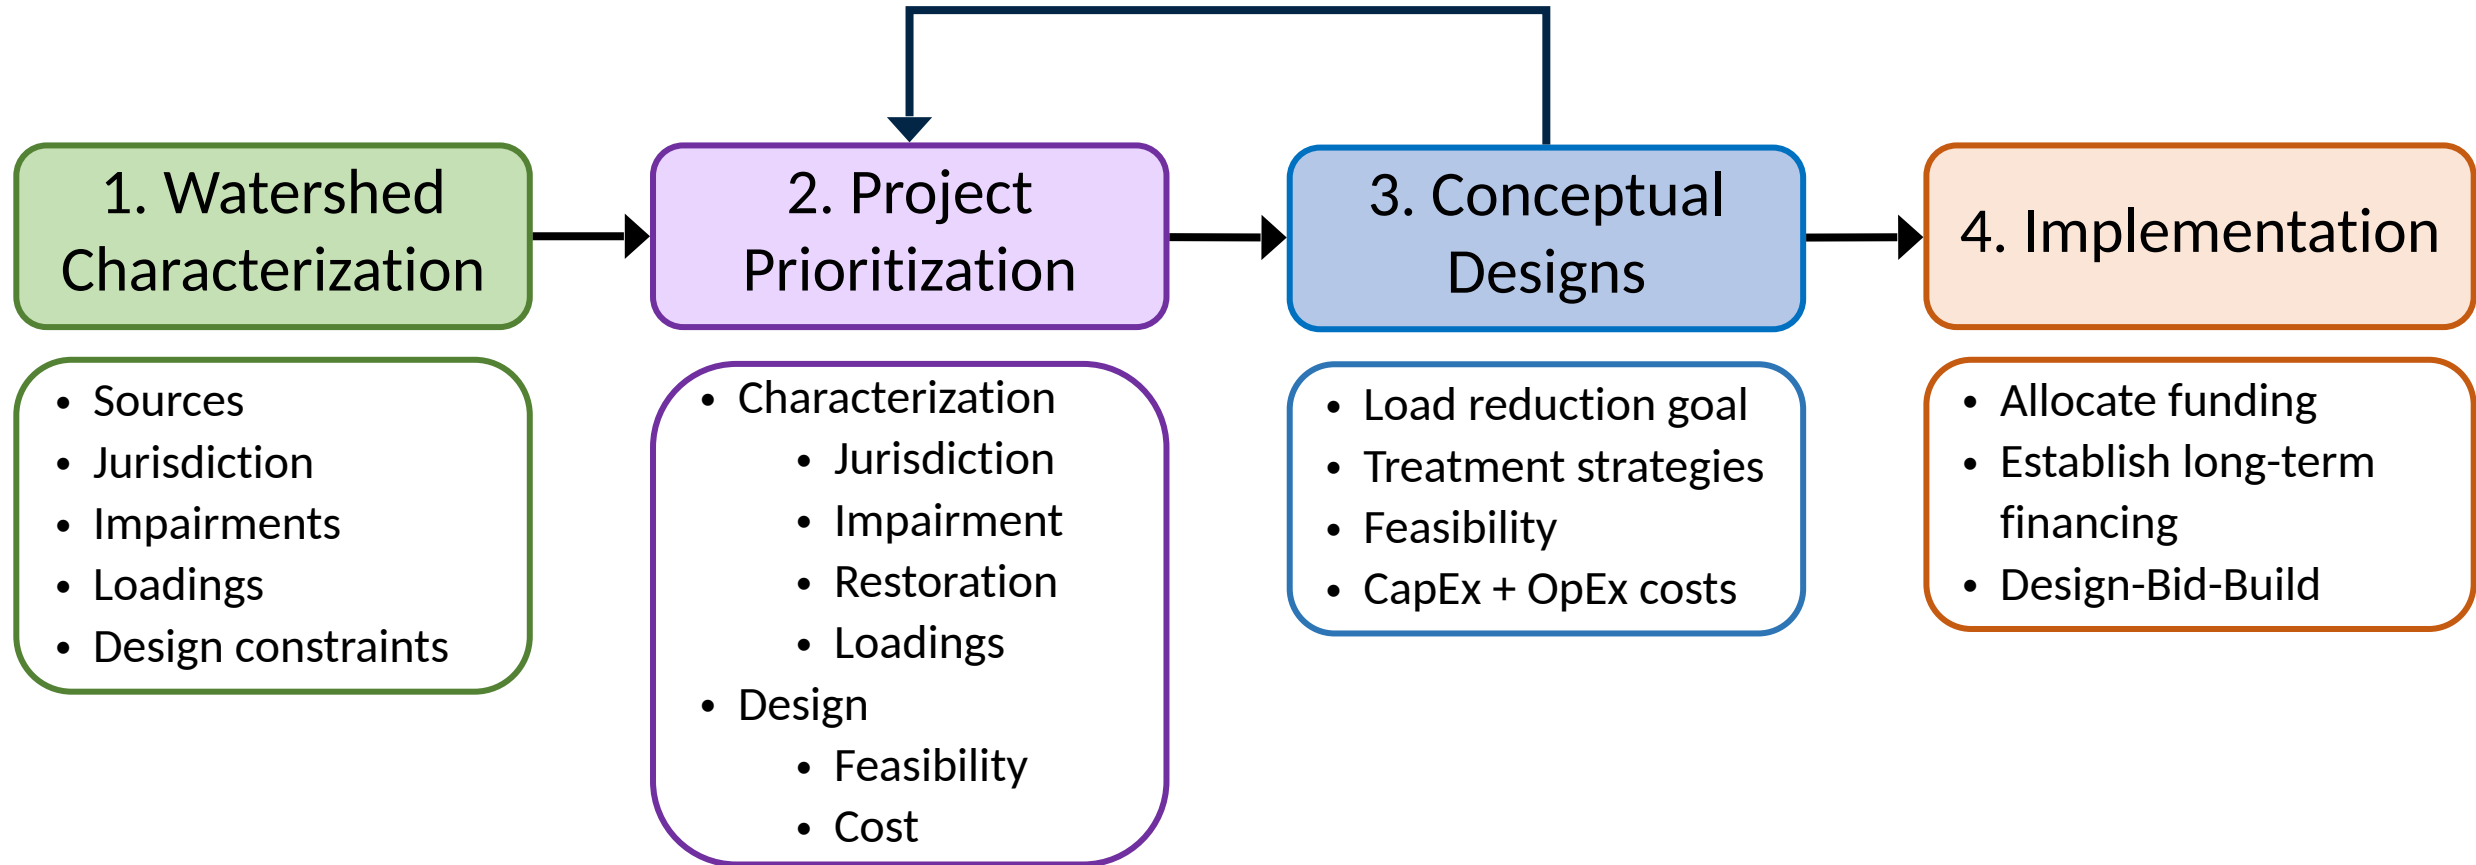 1. Watershed
Characterization
2. Project
Prioritization
3. Conceptual
Designs
4. Implementation
• Sources
• Jurisdiction
• Impairments
• Loadings
• Design constraints
• Characterization
• Jurisdiction
• Impairment
• Restoration
• Loadings
• Design
• Feasibility
• Cost
• Load reduction goal
• Treatment strategies
• Feasibility
• CapEx + OpEx costs
• Allocate funding
• Establish long-term
financing
• Design-Bid-Build